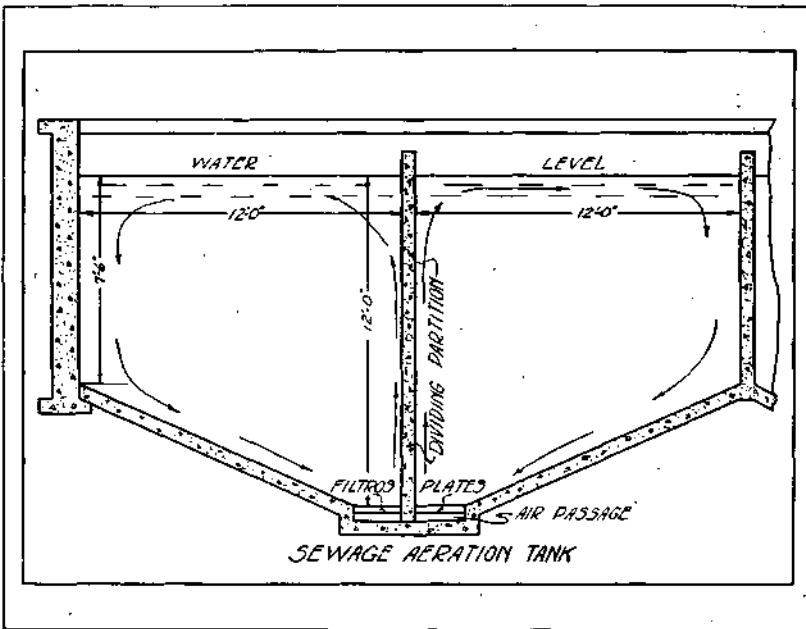 WATER LEVEL
12'-0" 12'-0"
7'-6"
12'-0"
DIVIDING PARTITION
FILTROS PLATES
AIR PASSAGE
SEWAGE AERATION TANK